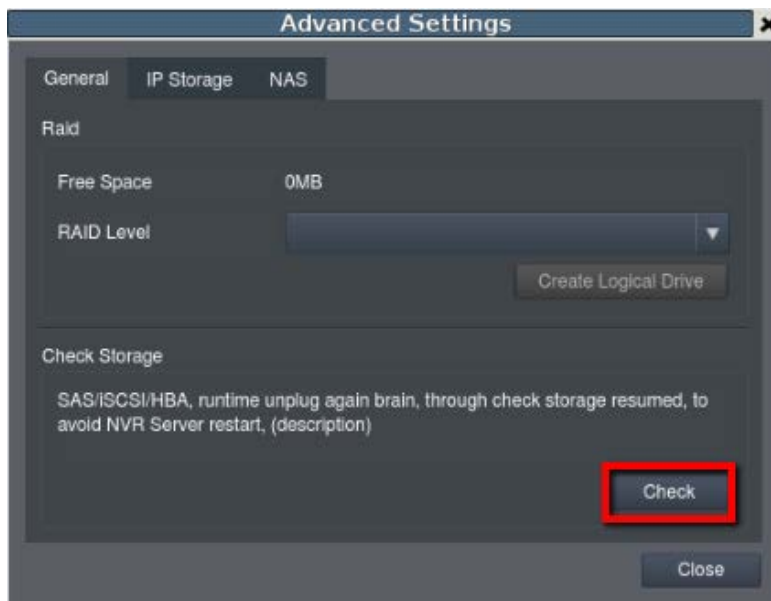 Advanced Settings
General IP Storage NAS
Raid
Free Space 0MB
RAID Level
Create Logical Drive
Check Storage
SAS/iSCSI/HBA, runtime unplug again brain, through check storage resumed, to
avoid NVR Server restart, (description)
Check
Close